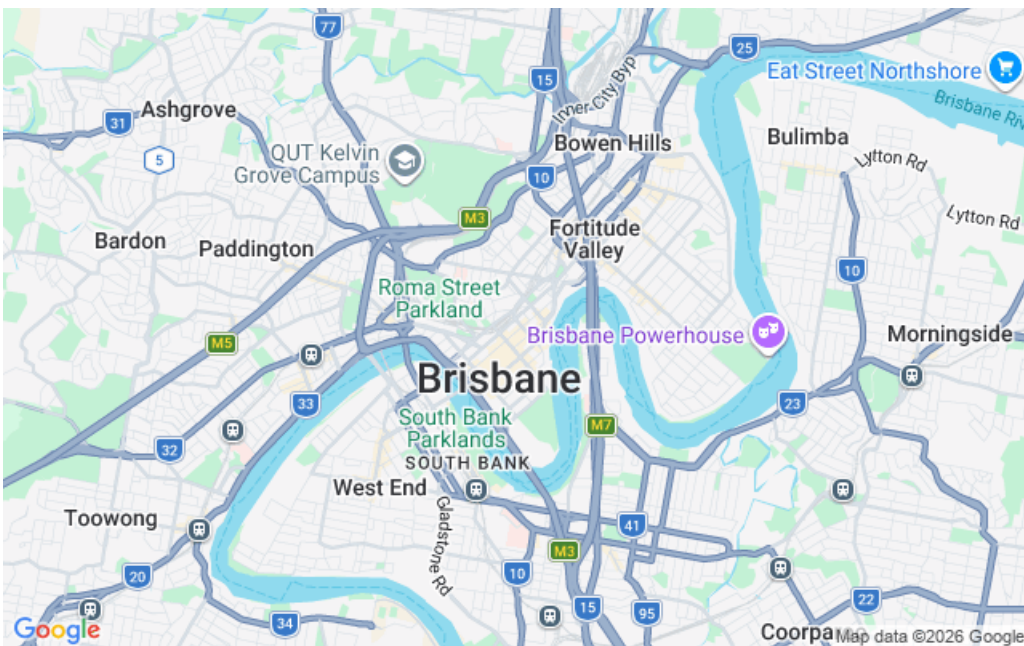 77
25
15
Eat Street Northshore
Inner City Byp
Brisbane
31
Ashgrove
Bulimba
5
QUT Kelvin
Grove Campus
Bowen Hills
Lytton Rd
10
M3
Lytton Rd
Bardon
Paddington
Fortitude
Valley
10
Roma Street
Parkland
Brisbane Powerhouse
Morningside
M5
Brisbane
33
23
South Bank
Parklands
M7
32
SOUTH BANK
West End
Toowong
Gladstone Rd
41
M3
20
10
22
15
95
34
Google
Map data ©2026 Google